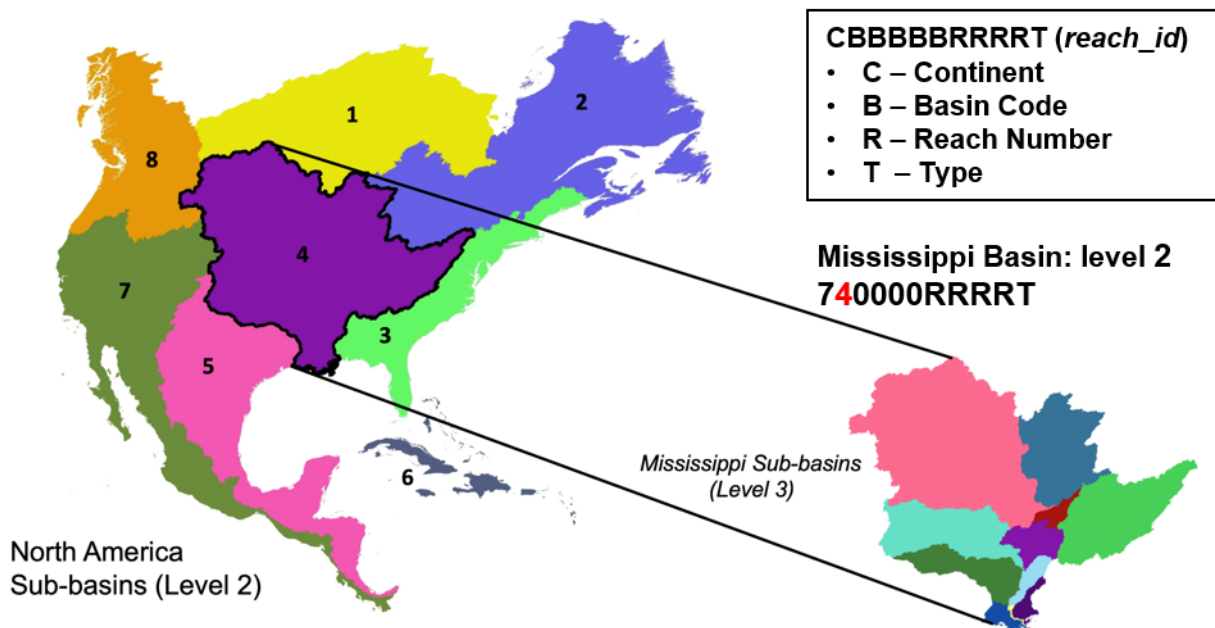 CBBBBBRRRRT (reach_id)
• C – Continent
• B – Basin Code
• R – Reach Number
• T – Type
1
2
8
4
7
3
5
6
Mississippi Basin: level 2
740000RRRRT
Mississippi Sub-basins
(Level 3)
North America
Sub-basins (Level 2)